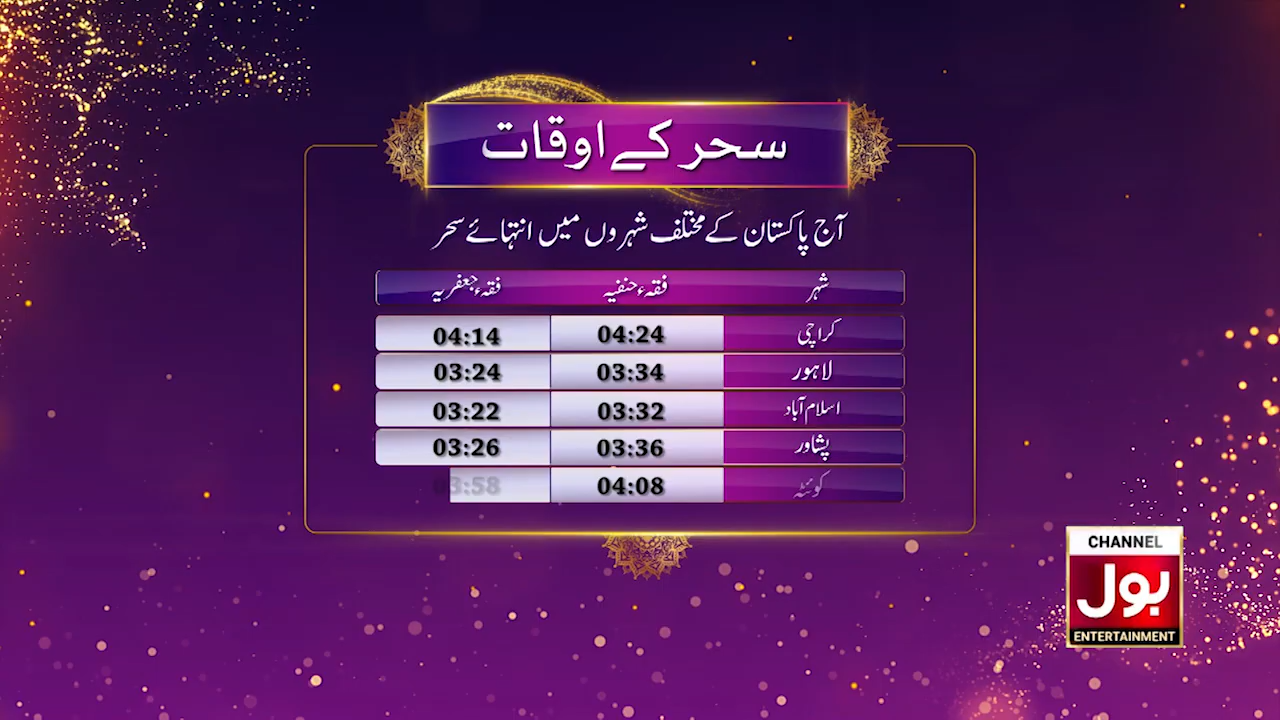 سحر کے اوقات
آج پاکستان کے مختلف شہروں میں انتہائے سحر
شہر فقہء حنفیہ فقہء جعفریہ
کراچی 04:24 04:14
لاہور 03:34 03:24
اسلام آباد 03:32 03:22
پشاور 03:36 03:26
کوئٹہ 04:08 03:58
CHANNEL
بول
ENTERTAINMENT